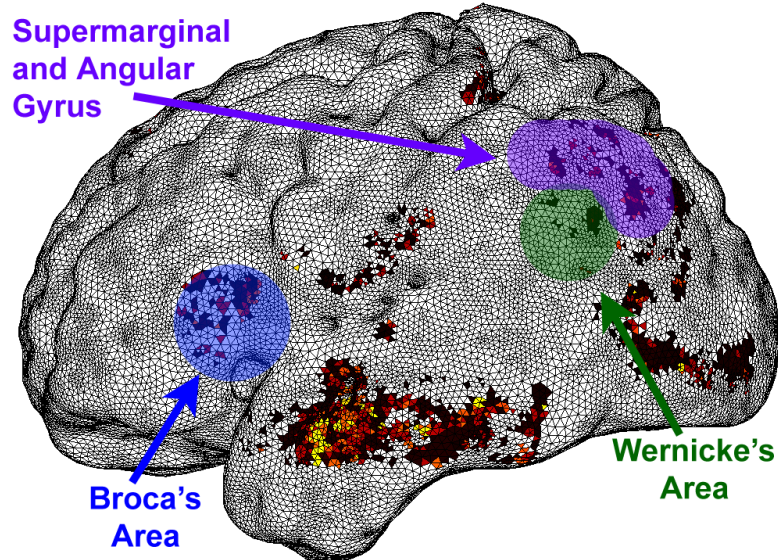 Supermarginal
and Angular
Gyrus
Broca's
Area
Wernicke's
Area